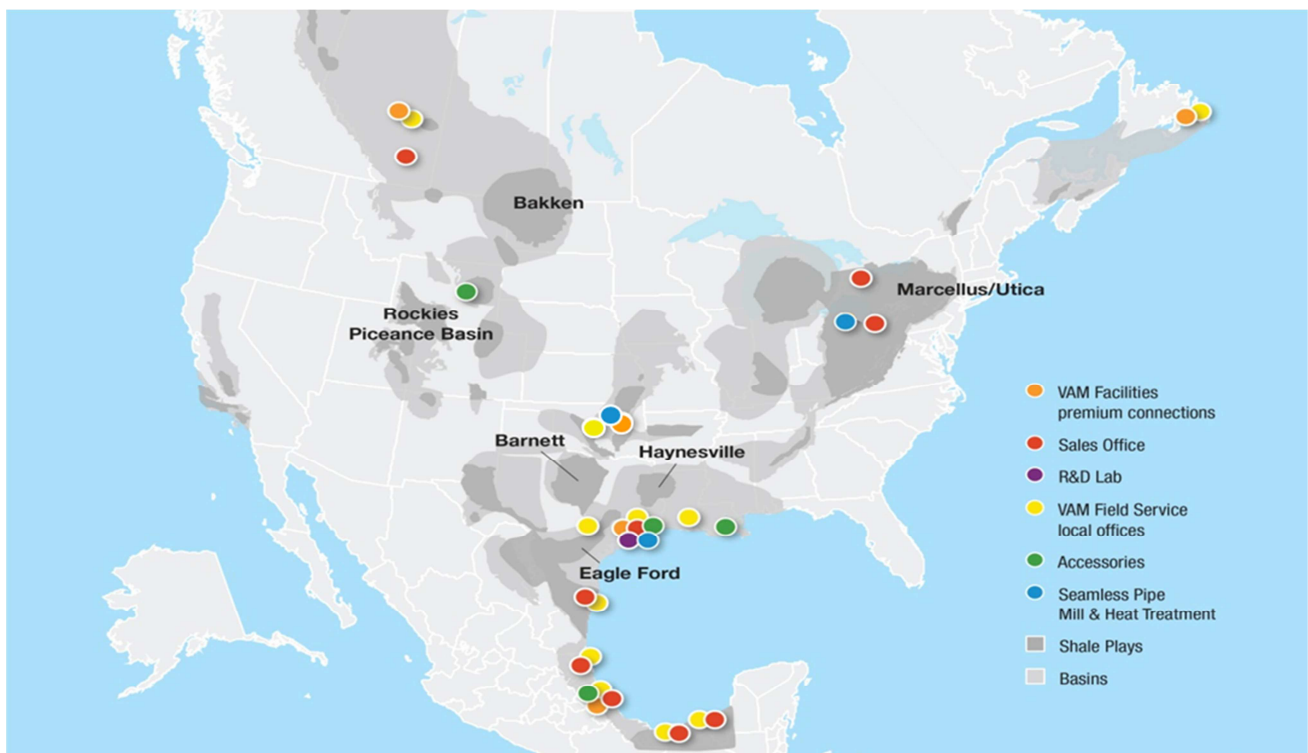 Bakken
Marcellus/Utica
Rockies
Piceance Basin
Barnett
Haynesville
Eagle Ford
VAM Facilities
premium connections
Sales Office
R&D Lab
VAM Field Service
local offices
Accessories
Seamless Pipe
Mill & Heat Treatment
Shale Plays
Basins